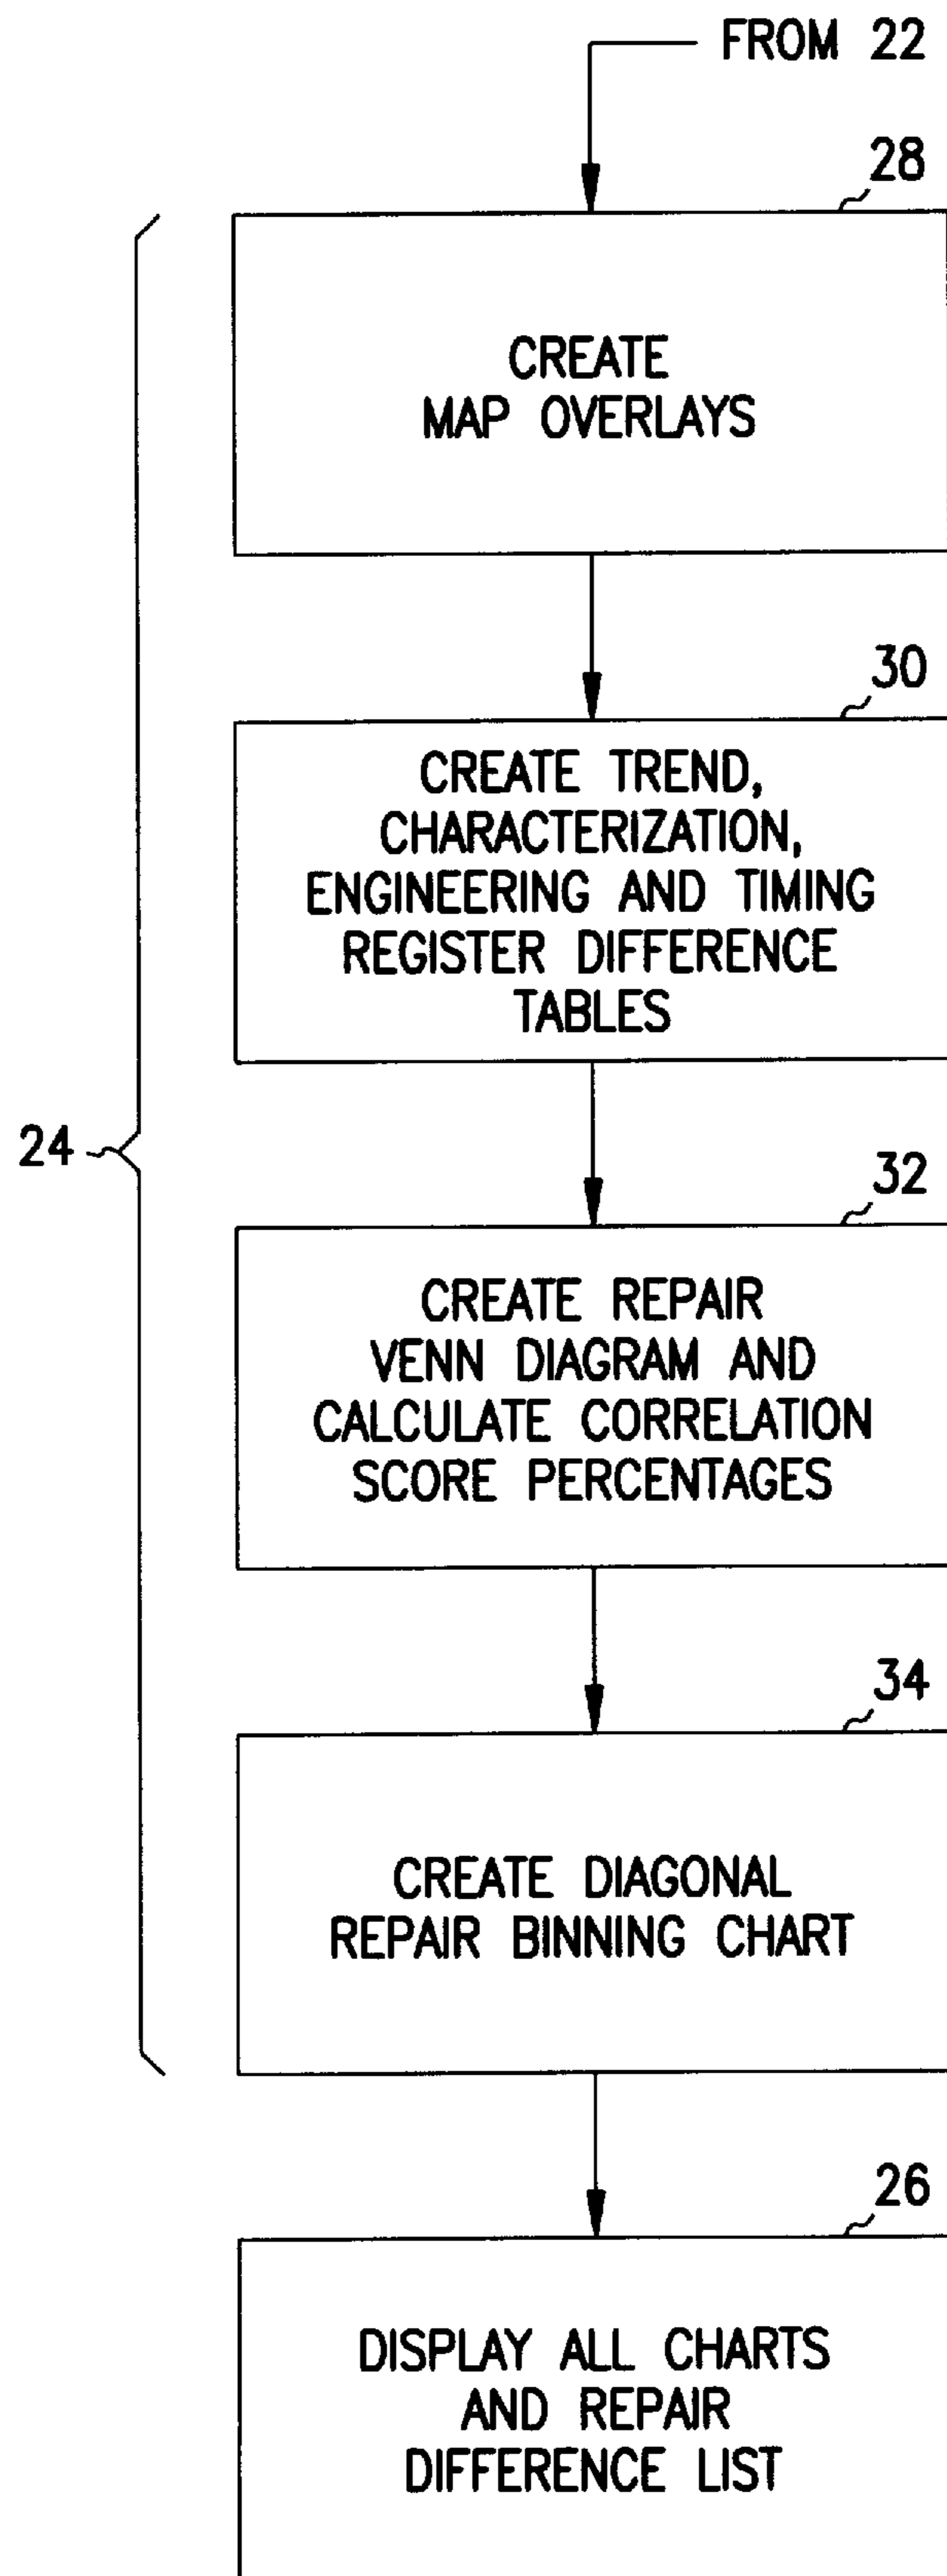 FROM 22
28
CREATE
MAP OVERLAYS
30
CREATE TREND,
CHARACTERIZATION,
ENGINEERING AND TIMING
REGISTER DIFFERENCE
TABLES
24
32
CREATE REPAIR
VENN DIAGRAM AND
CALCULATE CORRELATION
SCORE PERCENTAGES
34
CREATE DIAGONAL
REPAIR BINNING CHART
26
DISPLAY ALL CHARTS
AND REPAIR
DIFFERENCE LIST